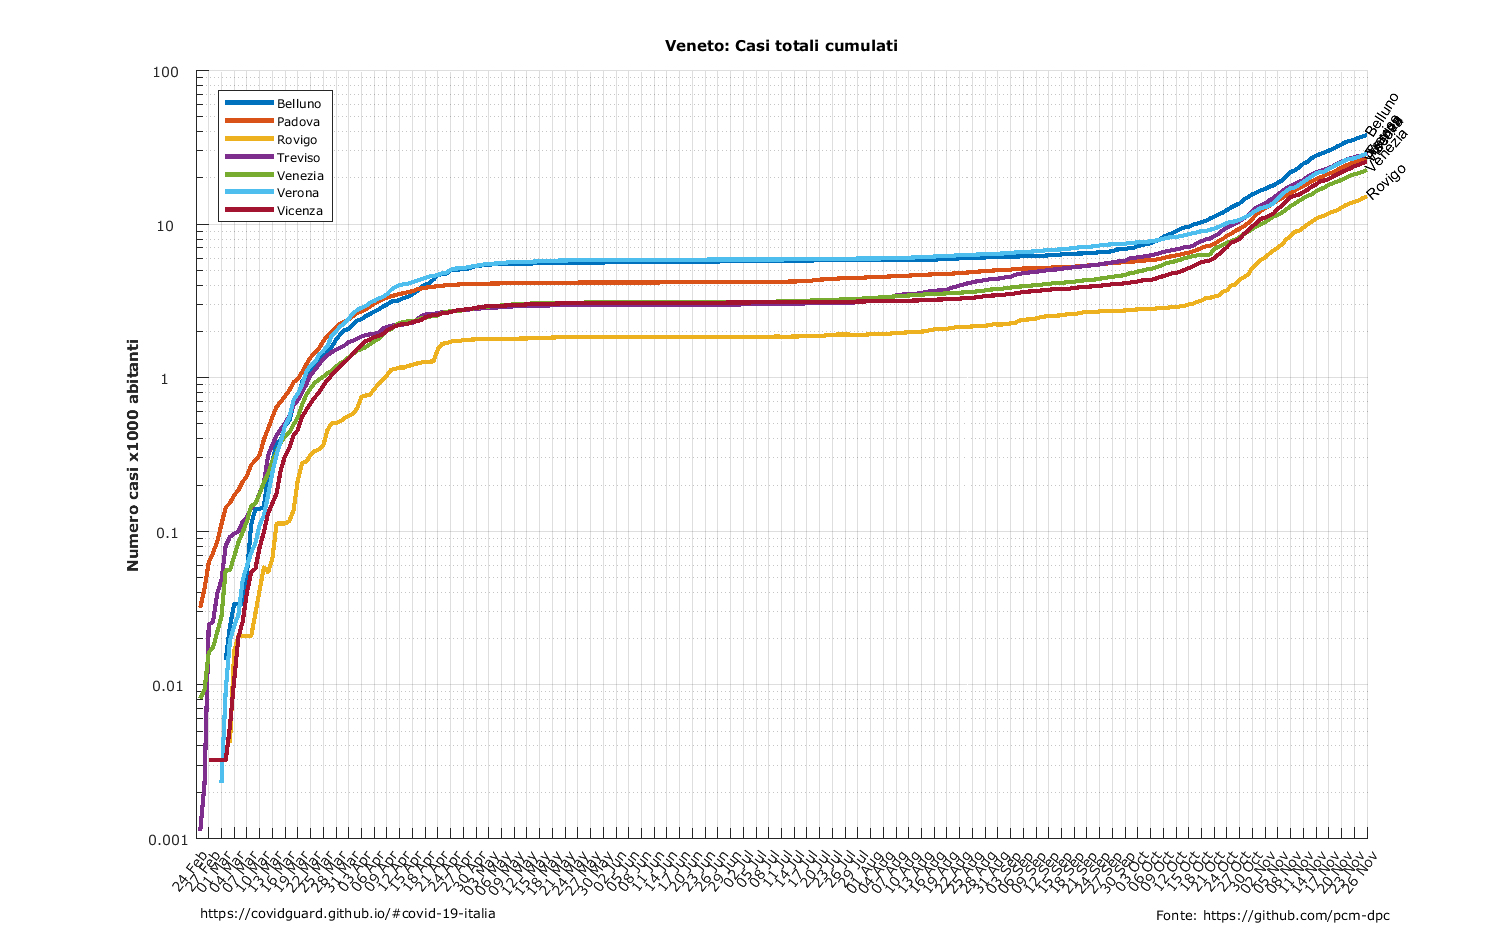 Veneto: Casi totali cumulati
Numero casi x1000 abitanti
100
10
1
0.1
0.01
0.001
Belluno
Padova
Rovigo
Treviso
Venezia
Verona
Vicenza
Belluno
Venezia
Rovigo
24 Feb
27 Feb
01 Mar
04 Mar
07 Mar
10 Mar
13 Mar
16 Mar
19 Mar
22 Mar
25 Mar
28 Mar
31 Mar
03 Apr
06 Apr
09 Apr
12 Apr
15 Apr
18 Apr
21 Apr
24 Apr
27 Apr
30 Apr
03 May
06 May
09 May
12 May
15 May
18 May
21 May
24 May
27 May
30 May
02 Jun
05 Jun
08 Jun
11 Jun
14 Jun
17 Jun
20 Jun
23 Jun
26 Jun
29 Jun
02 Jul
05 Jul
08 Jul
11 Jul
14 Jul
17 Jul
20 Jul
23 Jul
26 Jul
29 Jul
01 Aug
04 Aug
07 Aug
10 Aug
13 Aug
16 Aug
19 Aug
22 Aug
25 Aug
28 Aug
31 Aug
03 Sep
06 Sep
09 Sep
12 Sep
15 Sep
18 Sep
21 Sep
24 Sep
27 Sep
30 Sep
03 Oct
06 Oct
09 Oct
12 Oct
15 Oct
18 Oct
21 Oct
24 Oct
27 Oct
30 Oct
02 Nov
05 Nov
08 Nov
11 Nov
14 Nov
17 Nov
20 Nov
23 Nov
26 Nov
https://covidguard.github.io/#covid-19-italia
Fonte: https://github.com/pcm-dpc